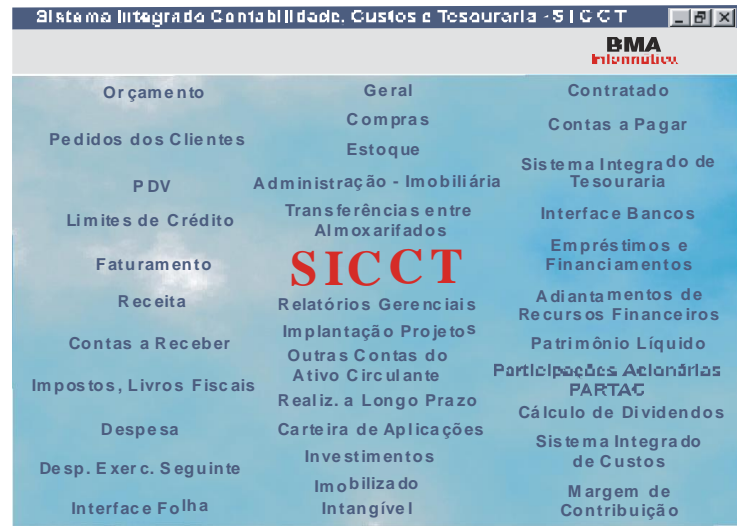 Sistema Integrado Contabilidade, Custos e Tesouraria - S I C C T
BMA
Informática
Orçamento
Pedidos dos Clientes
PDV
Limites de Crédito
Faturamento
Receita
Contas a Receber
Impostos, Livros Fiscais
Despesa
Desp. Exerc. Seguinte
Interface Folha
Geral
Compras
Estoque
Administração - Imobiliária
Transferências entre
Almoxarifados
SICCT
Relatórios Gerenciais
Implantação Projetos
Outras Contas do
Ativo Circulante
Realiz. a Longo Prazo
Carteira de Aplicações
Investimentos
Imobilizado
Intangível
Contratado
Contas a Pagar
Sistema Integrado de
Tesouraria
Interface Bancos
Empréstimos e
Financiamentos
Adiantamentos de
Recursos Financeiros
Patrimônio Líquido
Participações Acionárias
PARTAC
Cálculo de Dividendos
Sistema Integrado
de Custos
Margem de
Contribuição